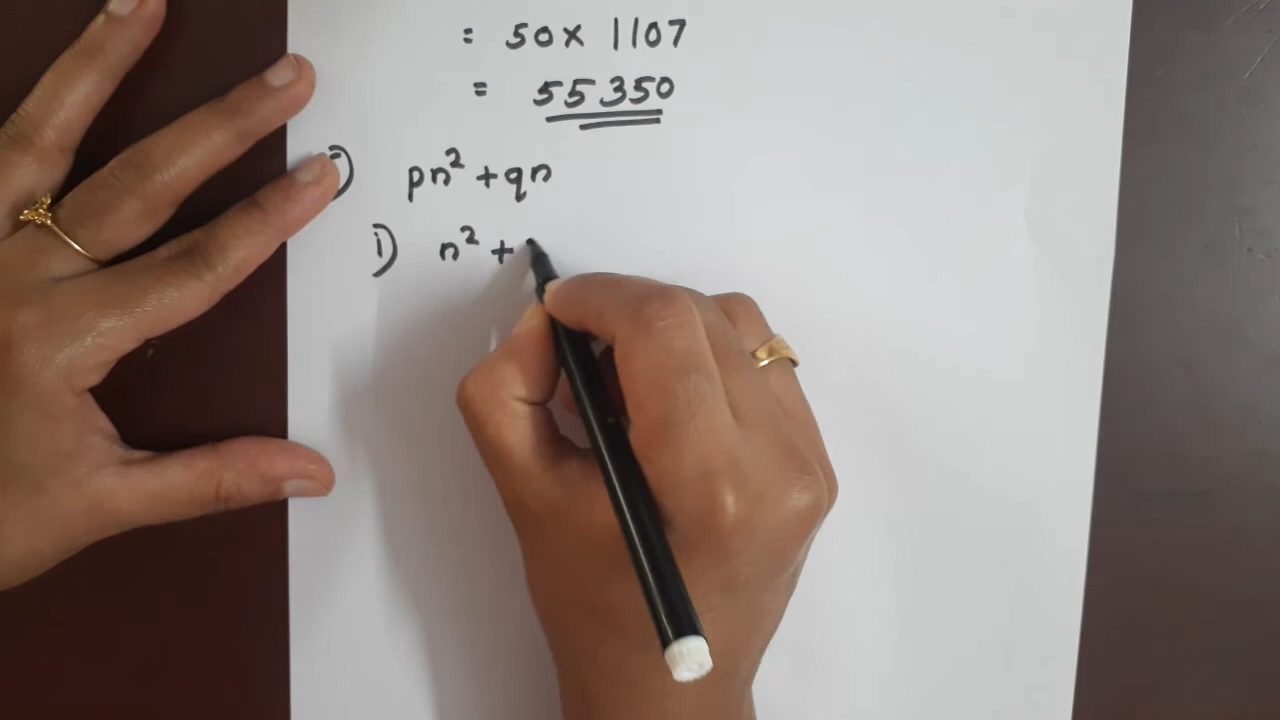 = 50 x 1107
= 55350
pn² + qn
i) n² +